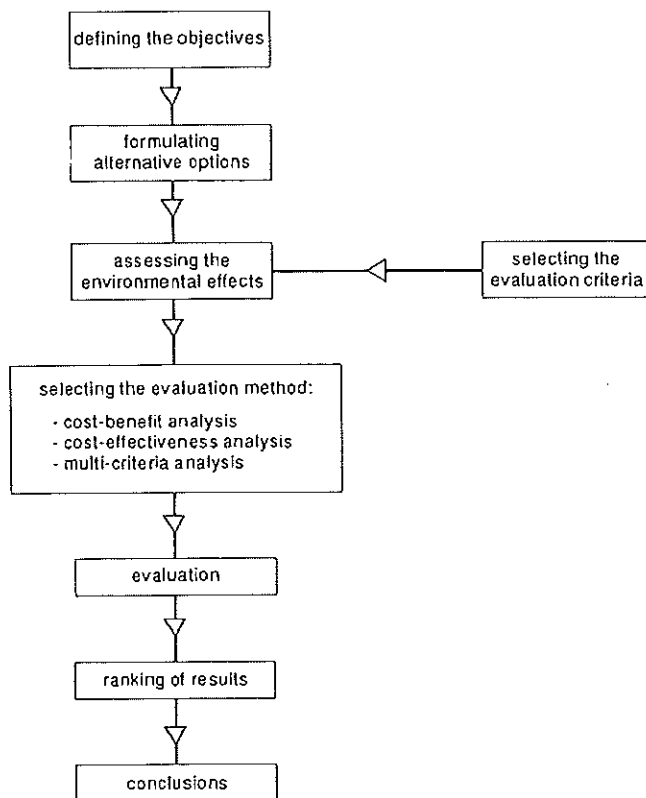 defining the objectives
formulating
alternative options
assessing the
environmental effects
selecting the
evaluation criteria
selecting the evaluation method:
- cost-benefit analysis
- cost-effectiveness analysis
- multi-criteria analysis
evaluation
ranking of results
conclusions